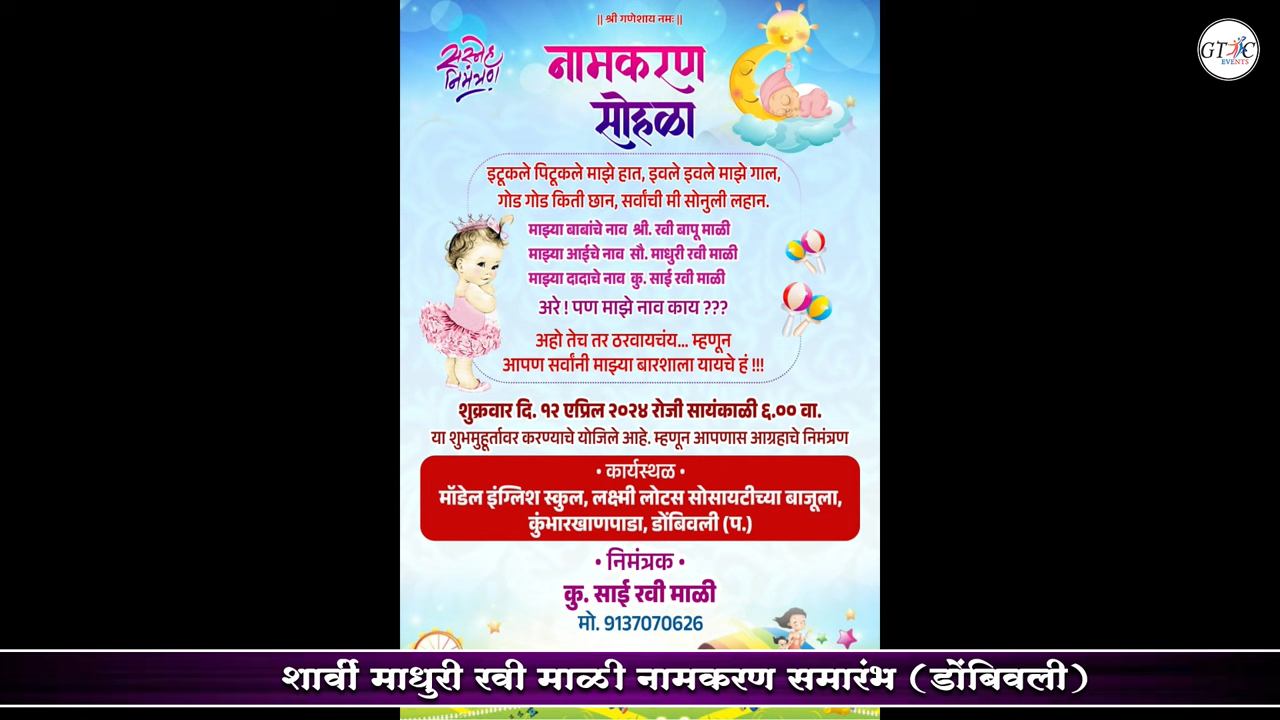 || श्री गणेशाय नमः ||
सस्नेह
निमंत्रण
नामकरण
सोहळा
GTC
EVENTS
इटूकले पिटूकले माझे हात, इवले इवले माझे गाल,
गोड गोड किती छान, सर्वांची मी सोनुली लहान.
माझ्या बाबांचे नाव श्री. रवी बापू माळी
माझ्या आईचे नाव सौ. माधुरी रवी माळी
माझ्या दादाचे नाव कु. साई रवी माळी
अरे ! पण माझे नाव काय ???
अहो तेच तर ठरवायचंय... म्हणून
आपण सर्वांनी माझ्या बारशाला यायचे हं !!!
शुक्रवार दि. १२ एप्रिल २०२४ रोजी सायंकाळी ६.०० वा.
या शुभमुहूर्तावर करण्याचे योजिले आहे. म्हणून आपणास आग्रहाचे निमंत्रण
• कार्यस्थळ •
मॉडेल इंग्लिश स्कुल, लक्ष्मी लोटस सोसायटीच्या बाजूला,
कुंभारखाणपाडा, डोंबिवली (प.)
• निमंत्रक •
कु. साई रवी माळी
मो. 9137070626
शार्वी माधुरी रवी माळी नामकरण समारंभ (डोंबिवली)